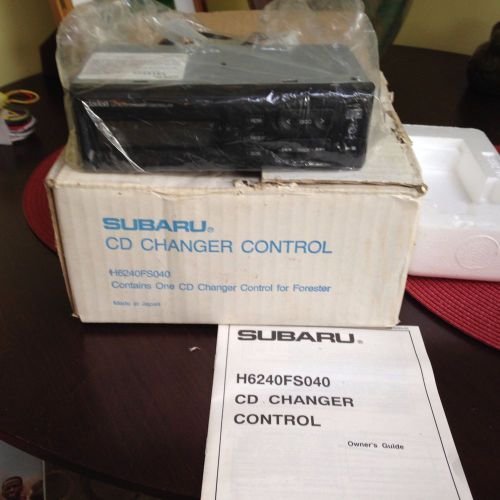 SUBARU®
CD CHANGER CONTROL
H6240FS040
Contains One CD Changer Control for Forester
Made in Japan
SUBARU®
H6240FS040
CD CHANGER
CONTROL
Owner's Guide